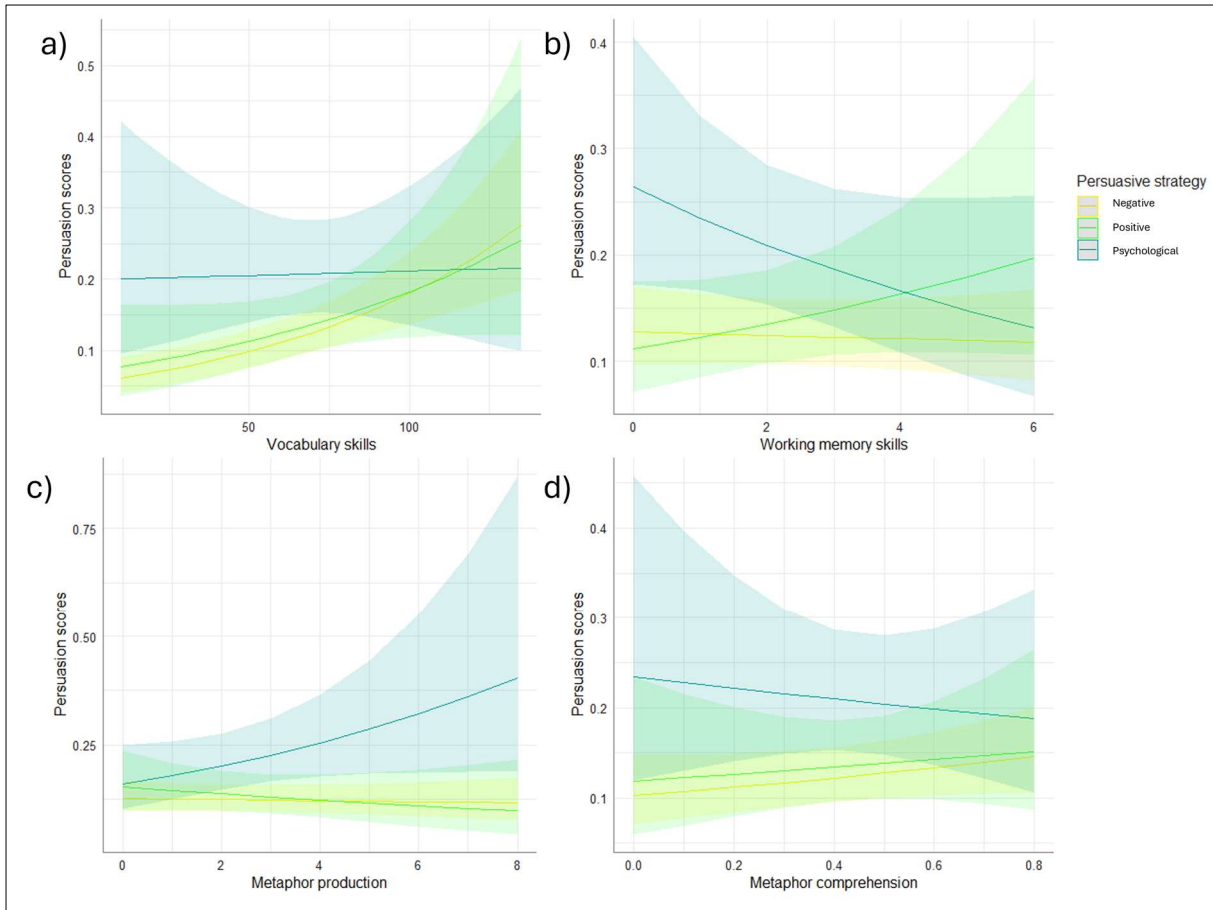 a)
0.5
0.4
0.3
0.2
0.1
Persuasion scores
50
100
Vocabulary skills
b)
0.4
0.3
0.2
0.1
Persuasion scores
0
2
4
6
Working memory skills
Persuasive strategy
Negative
Positive
Psychological
c)
0.75
0.50
0.25
Persuasion scores
0
2
4
6
8
Metaphor production
d)
0.4
0.3
0.2
0.1
Persuasion scores
0.0
0.2
0.4
0.6
0.8
Metaphor comprehension